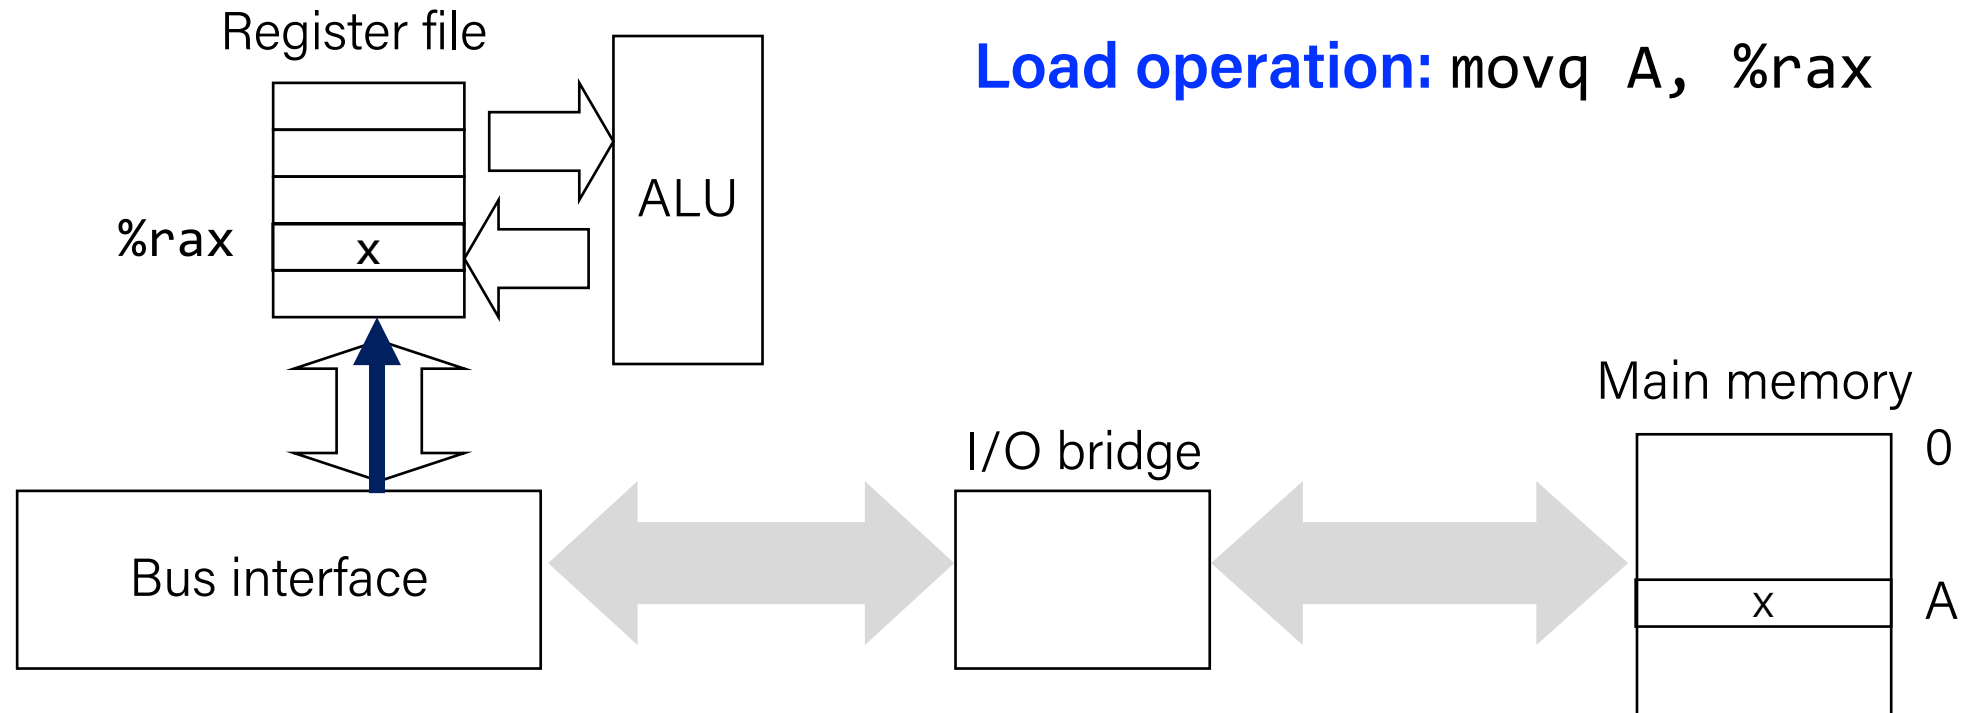 Register file
Load operation: movq A, %rax
ALU
%rax
x
Main memory
I/O bridge
0
Bus interface
x
A